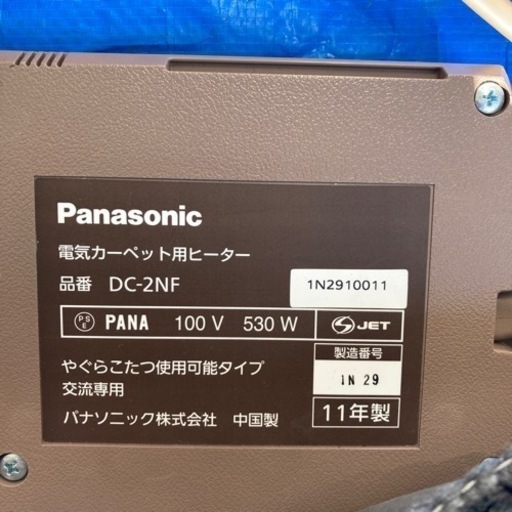 Panasonic
電気カーペット用ヒーター
品番 DC-2NF 1N2910011
PSE PANA 100 V 530 W S JET
製造番号
やぐらこたつ使用可能タイプ 1N 29
交流専用
パナソニック株式会社 中国製 11年製